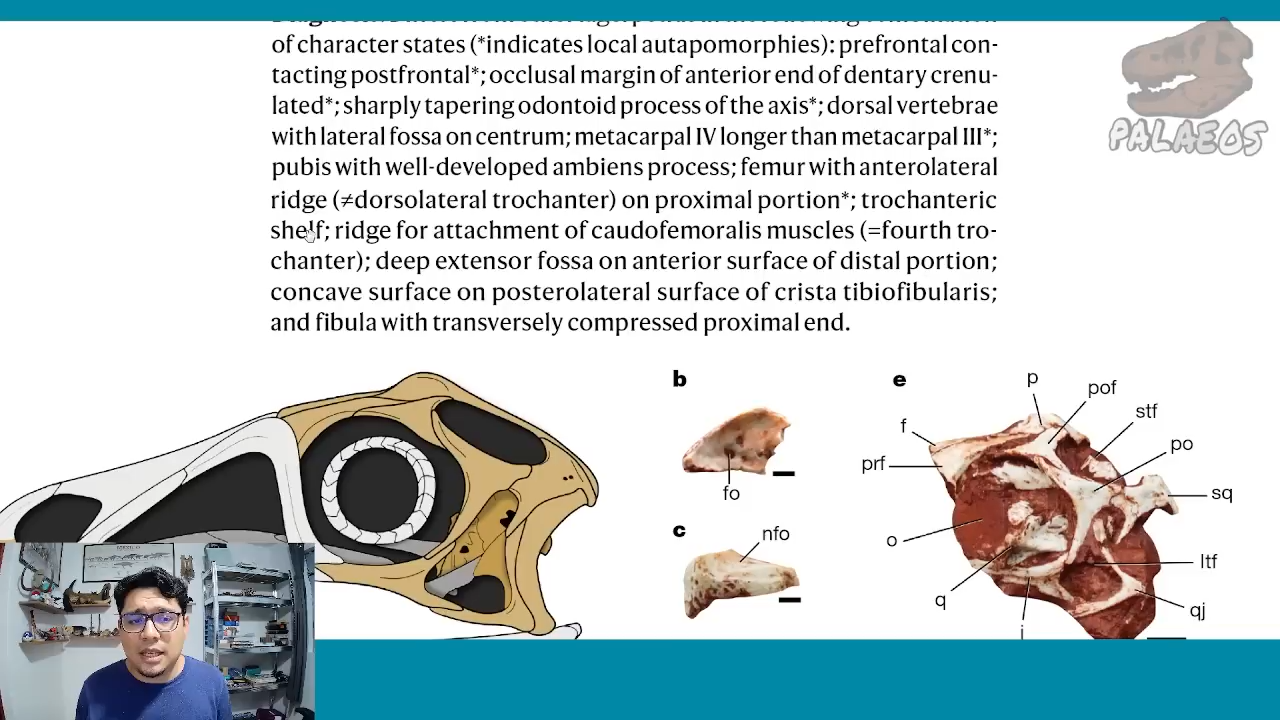 of character states (*indicates local autapomorphies): prefrontal con-
tacting postfrontal*; occlusal margin of anterior end of dentary crenu-
lated*; sharply tapering odontoid process of the axis*; dorsal vertebrae
with lateral fossa on centrum; metacarpal IV longer than metacarpal III*;
pubis with well-developed ambiens process; femur with anterolateral
ridge (≠dorsolateral trochanter) on proximal portion*; trochanteric
shelf; ridge for attachment of caudofemoralis muscles (=fourth tro-
chanter); deep extensor fossa on anterior surface of distal portion;
concave surface on posterolateral surface of crista tibiofibularis;
and fibula with transversely compressed proximal end.
PALAEOS
b
fo
c
nfo
e
p
pof
stf
f
po
prf
sq
o
ltf
q
qj
j